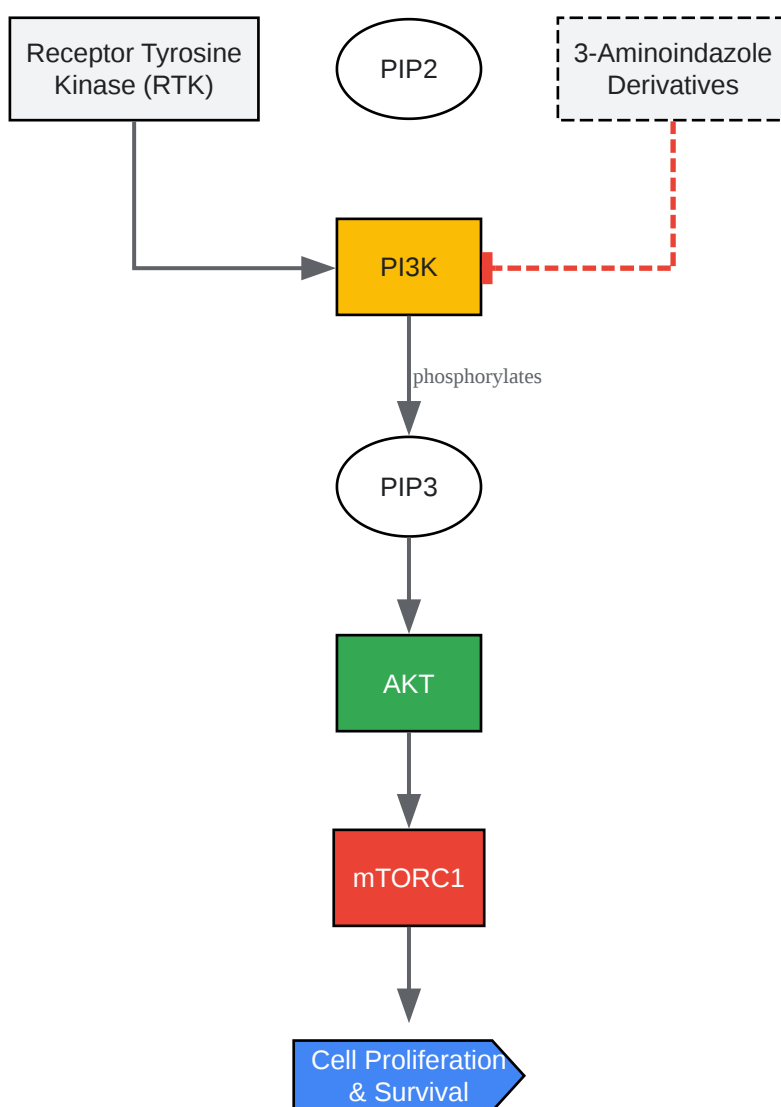 Receptor Tyrosine
Kinase (RTK)
PIP2
3-Aminoindazole
Derivatives
PI3K
phosphorylates
PIP3
AKT
mTORC1
Cell Proliferation
& Survival